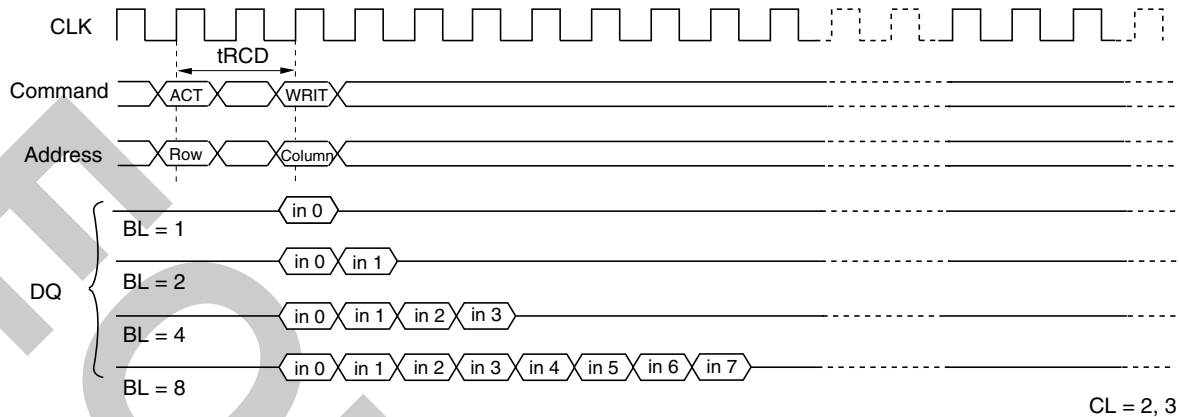 CLK
tRCD
Command
ACT
WRIT
Address
Row
Column
in 0
BL = 1
in 0 in 1
BL = 2
DQ
in 0 in 1 in 2 in 3
BL = 4
in 0 in 1 in 2 in 3 in 4 in 5 in 6 in 7
BL = 8
CL = 2, 3